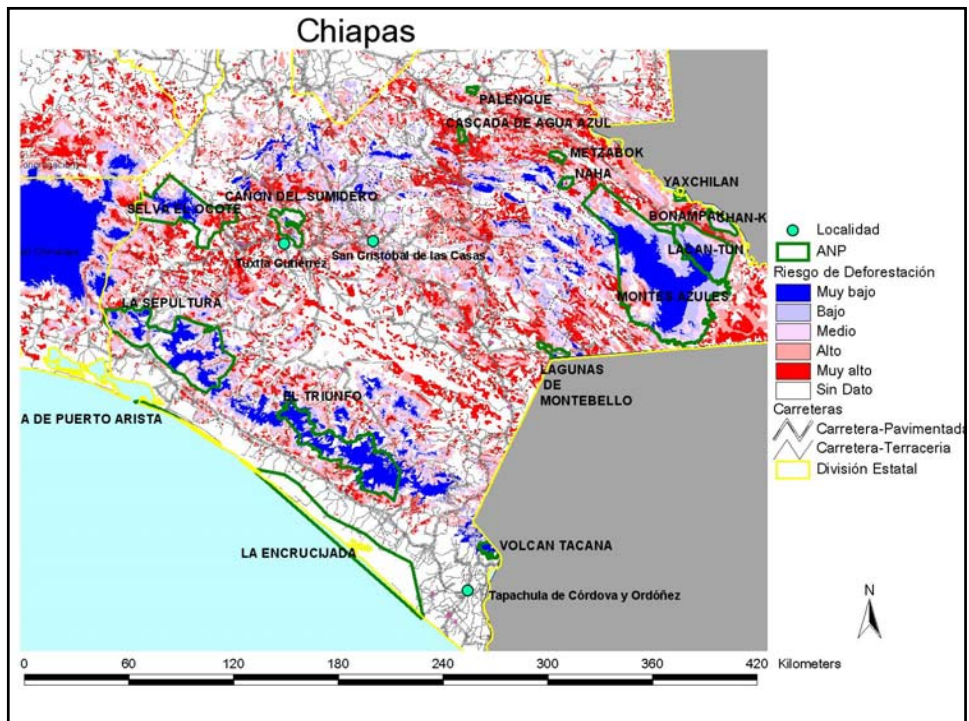 Chiapas
PALENQUE
CASCADA DE AGUA AZUL
METZABOK
NAHA
YAXCHILAN
CAÑON DEL SUMIDERO
SELVA EL OCOTE
BONAMPAK
CHAN-K
LACAN-TUN
Tuxtla Gutiérrez
San Cristóbal de las Casas
MONTES AZULES
LA SEPULTURA
LAGUNAS
DE
MONTEBELLO
EL TRIUNFO
A DE PUERTO ARISTA
LA ENCRUCIJADA
VOLCAN TACANA
Tapachula de Córdova y Ordóñez
Localidad
ANP
Riesgo de Deforestación
Muy bajo
Bajo
Medio
Alto
Muy alto
Sin Dato
Carreteras
Carretera-Pavimentada
Carretera-Terraceria
División Estatal
N
0 60 120 180 240 300 360 420 Kilometers